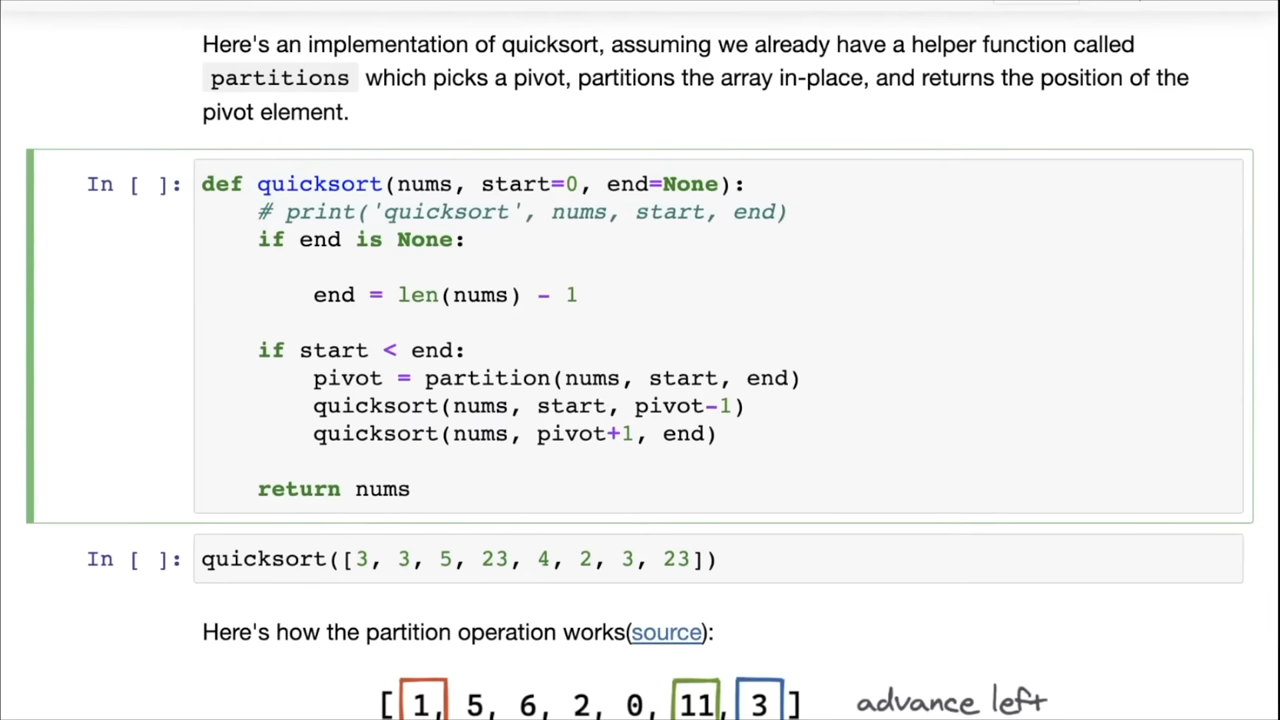 Here's an implementation of quicksort, assuming we already have a helper function called
partitions which picks a pivot, partitions the array in-place, and returns the position of the
pivot element.
In [ ]: def quicksort(nums, start=0, end=None):
# print('quicksort', nums, start, end)
if end is None:
end = len(nums) - 1
if start < end:
pivot = partition(nums, start, end)
quicksort(nums, start, pivot-1)
quicksort(nums, pivot+1, end)
return nums
In [ ]: quicksort([3, 3, 5, 23, 4, 2, 3, 23])
Here's how the partition operation works(source):
[ 1, 5, 6, 2, 0, 11, 3 ] advance left